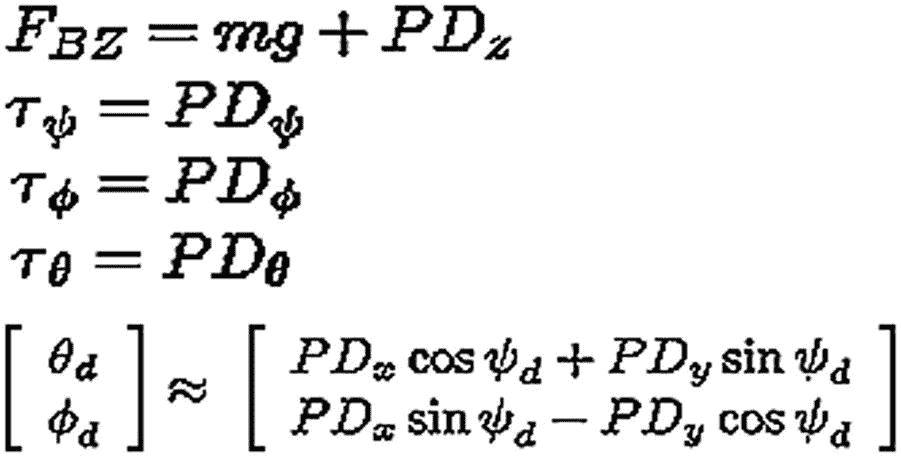 F_{BZ} = mg + PD_z
τ_ψ = PD_ψ
τ_ϕ = PD_ϕ
τ_θ = PD_θ
[θ_d] ≈ [PD_x cos ψ_d + PD_y sin ψ_d]
[ϕ_d] [PD_x sin ψ_d − PD_y cos ψ_d]